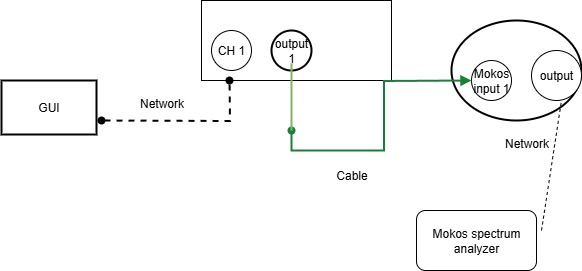 CH 1
output
1
Mokos
input 1
output
GUI
Network
Network
Cable
Mokos spectrum
analyzer